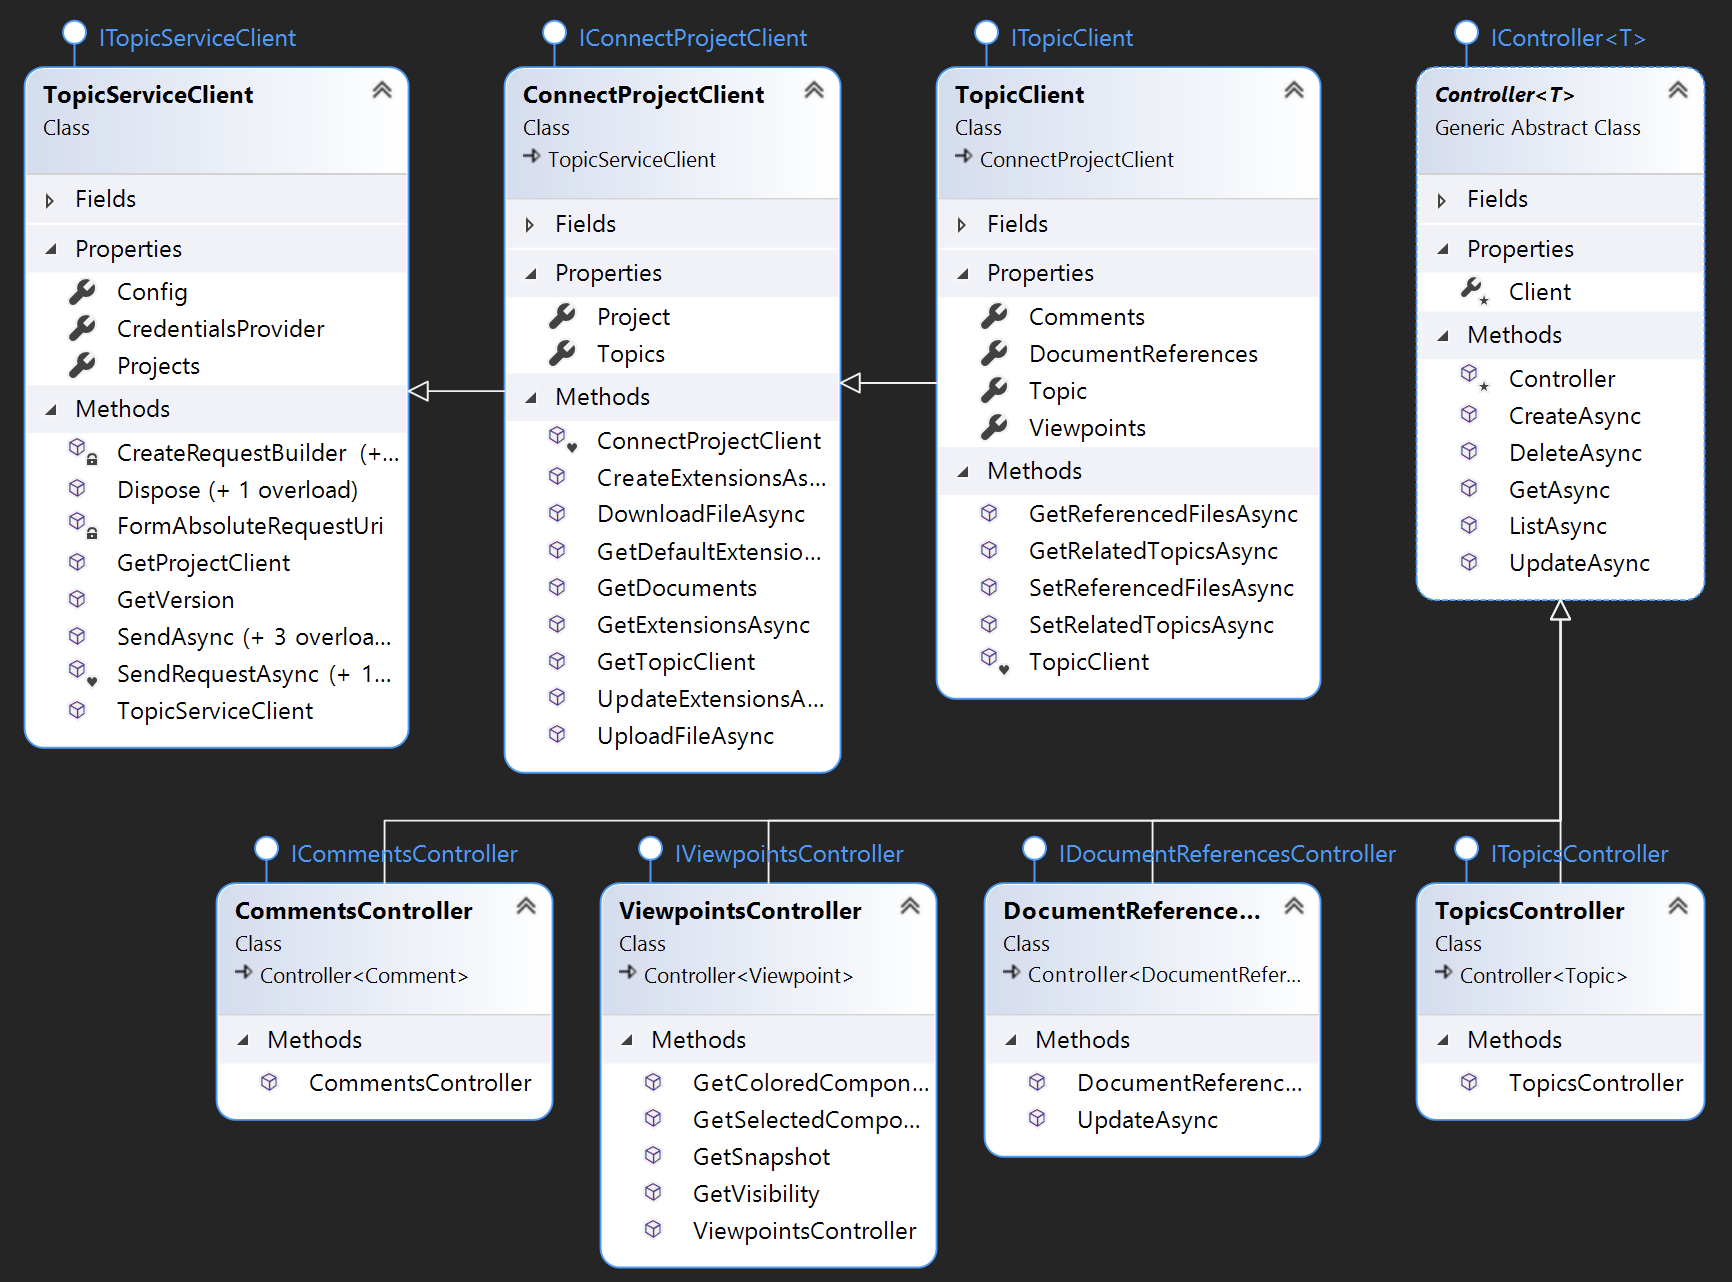 ITopicServiceClient
TopicServiceClient
Class
Fields
Properties
Config
CredentialsProvider
Projects
Methods
CreateRequestBuilder (+...
Dispose (+ 1 overload)
FormAbsoluteRequestUri
GetProjectClient
GetVersion
SendAsync (+ 3 overloa...
SendRequestAsync (+ 1...
TopicServiceClient
IConnectProjectClient
ConnectProjectClient
Class
TopicServiceClient
Fields
Properties
Project
Topics
Methods
ConnectProjectClient
CreateExtensionsAs...
DownloadFileAsync
GetDefaultExtensio...
GetDocuments
GetExtensionsAsync
GetTopicClient
UpdateExtensionsA...
UploadFileAsync
ITopicClient
TopicClient
Class
ConnectProjectClient
Fields
Properties
Comments
DocumentReferences
Topic
Viewpoints
Methods
GetReferencedFilesAsync
GetRelatedTopicsAsync
SetReferencedFilesAsync
SetRelatedTopicsAsync
TopicClient
IController<T>
Controller<T>
Generic Abstract Class
Fields
Properties
Client
Methods
Controller
CreateAsync
DeleteAsync
GetAsync
ListAsync
UpdateAsync
ICommentsController
CommentsController
Class
Controller<Comment>
Methods
CommentsController
IViewpointsController
ViewpointsController
Class
Controller<Viewpoint>
Methods
GetColoredCompon...
GetSelectedCompo...
GetSnapshot
GetVisibility
ViewpointsController
IDocumentReferencesController
DocumentReference...
Class
Controller<DocumentRefer...
Methods
DocumentReferenc...
UpdateAsync
ITopicsController
TopicsController
Class
Controller<Topic>
Methods
TopicsController